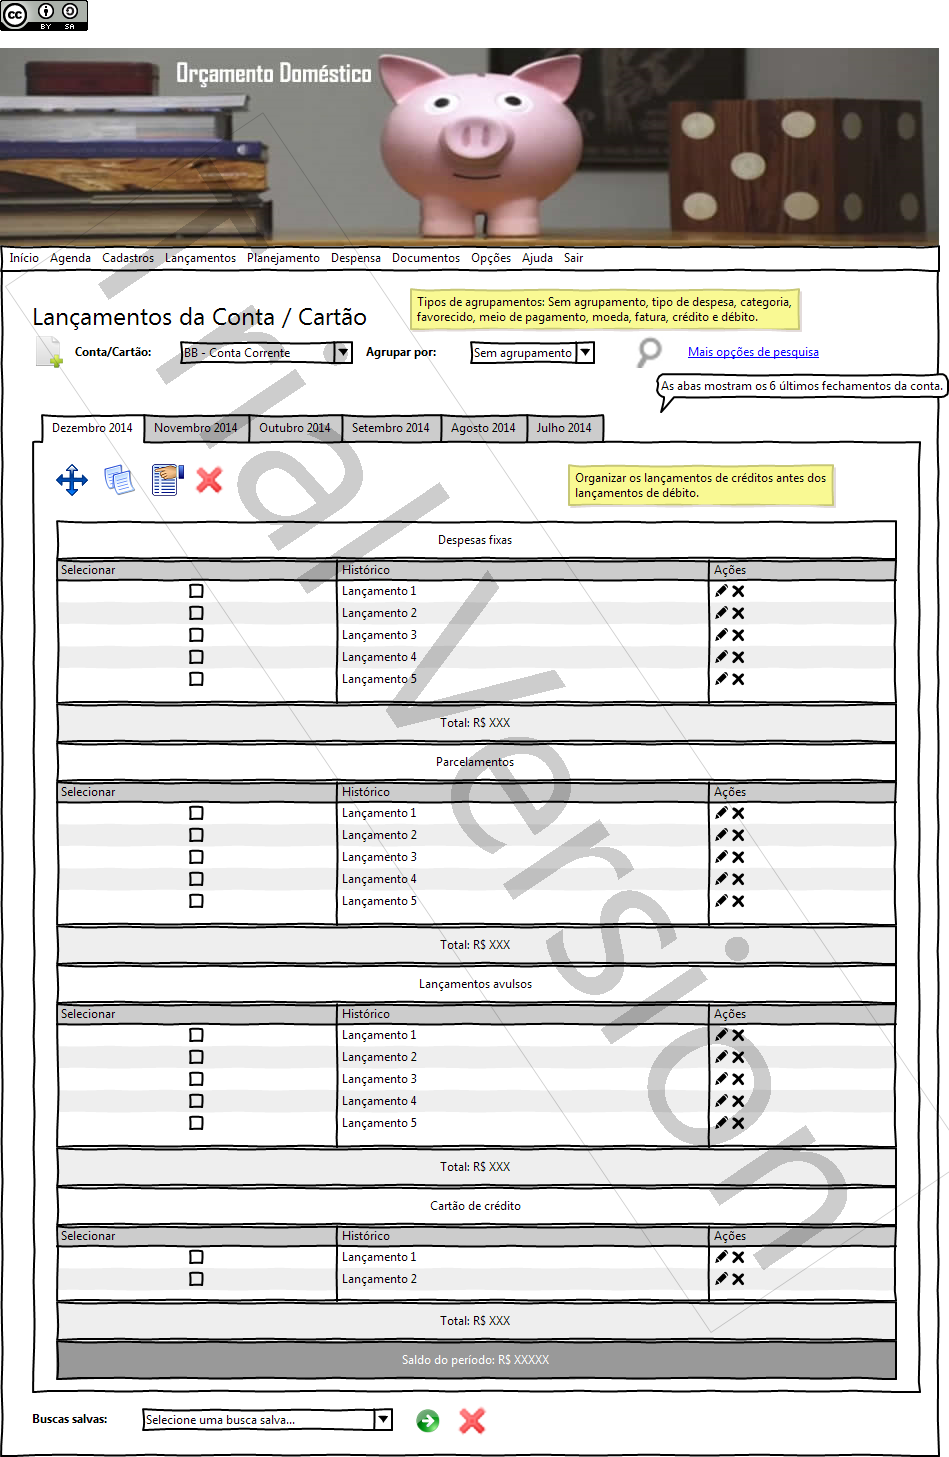 cc BY SA
Orçamento Doméstico
Início Agenda Cadastros Lançamentos Planejamento Despensa Documentos Opções Ajuda Sair
Tipos de agrupamentos: Sem agrupamento, tipo de despesa, categoria,
favorecido, meio de pagamento, moeda, fatura, crédito e débito.
Lançamentos da Conta / Cartão
Conta/Cartão: BB - Conta Corrente Agrupar por: Sem agrupamento Mais opções de pesquisa
As abas mostram os 6 últimos fechamentos da conta.
Dezembro 2014 Novembro 2014 Outubro 2014 Setembro 2014 Agosto 2014 Julho 2014
Organizar os lançamentos de créditos antes dos
lançamentos de débito.
Despesas fixas
Selecionar Histórico Ações
Lançamento 1
Lançamento 2
Lançamento 3
Lançamento 4
Lançamento 5
Total: R$ XXX
Parcelamentos
Selecionar Histórico Ações
Lançamento 1
Lançamento 2
Lançamento 3
Lançamento 4
Lançamento 5
Total: R$ XXX
Lançamentos avulsos
Selecionar Histórico Ações
Lançamento 1
Lançamento 2
Lançamento 3
Lançamento 4
Lançamento 5
Total: R$ XXX
Cartão de crédito
Selecionar Histórico Ações
Lançamento 1
Lançamento 2
Total: R$ XXX
Saldo do período: R$ XXXXX
Buscas salvas: Selecione uma busca salva...
Trial Version